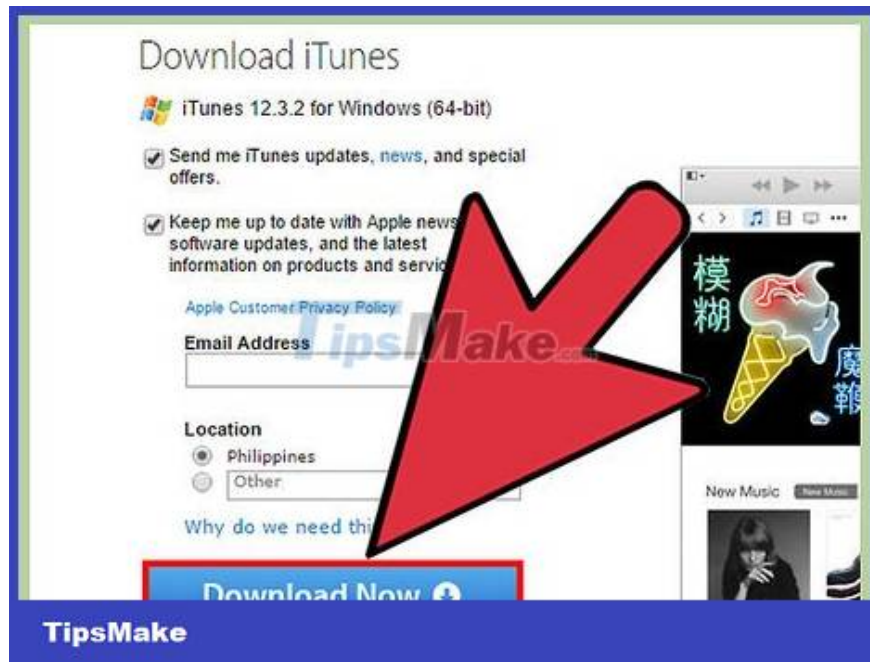 Download iTunes
iTunes 12.3.2 for Windows (64-bit)
Send me iTunes updates, news, and special
offers.
Keep me up to date with Apple news
software updates, and the latest
information on products and servic
Apple Customer Privacy Policy
TipsMake.com
Email Address
Location
Philippines
Other
Why do we need thi
Download Now
模
糊
魔
鞭
New Music
New Music
TipsMake